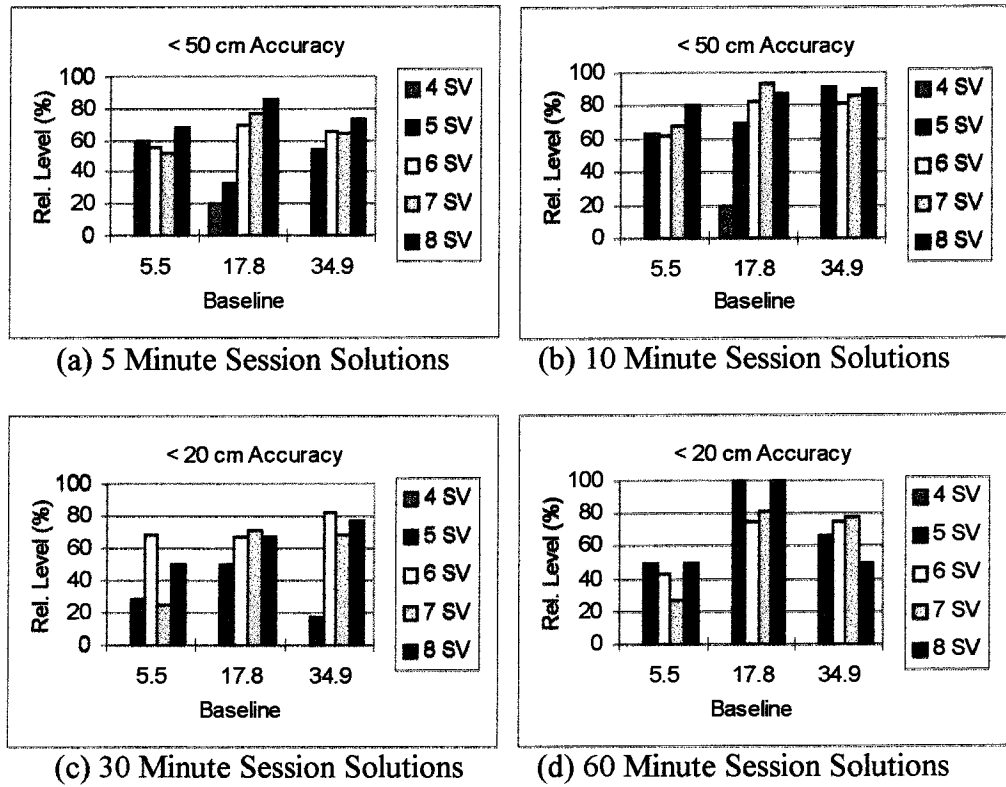 < 50 cm Accuracy
Rel. Level (%)
100
80
60
40
20
0
5.5 17.8 34.9
Baseline
4 SV
5 SV
6 SV
7 SV
8 SV
(a) 5 Minute Session Solutions
< 50 cm Accuracy
Rel. Level (%)
100
80
60
40
20
0
5.5 17.8 34.9
Baseline
4 SV
5 SV
6 SV
7 SV
8 SV
(b) 10 Minute Session Solutions
< 20 cm Accuracy
Rel. Level (%)
100
80
60
40
20
0
5.5 17.8 34.9
Baseline
4 SV
5 SV
6 SV
7 SV
8 SV
(c) 30 Minute Session Solutions
< 20 cm Accuracy
Rel. Level (%)
100
80
60
40
20
0
5.5 17.8 34.9
Baseline
4 SV
5 SV
6 SV
7 SV
8 SV
(d) 60 Minute Session Solutions